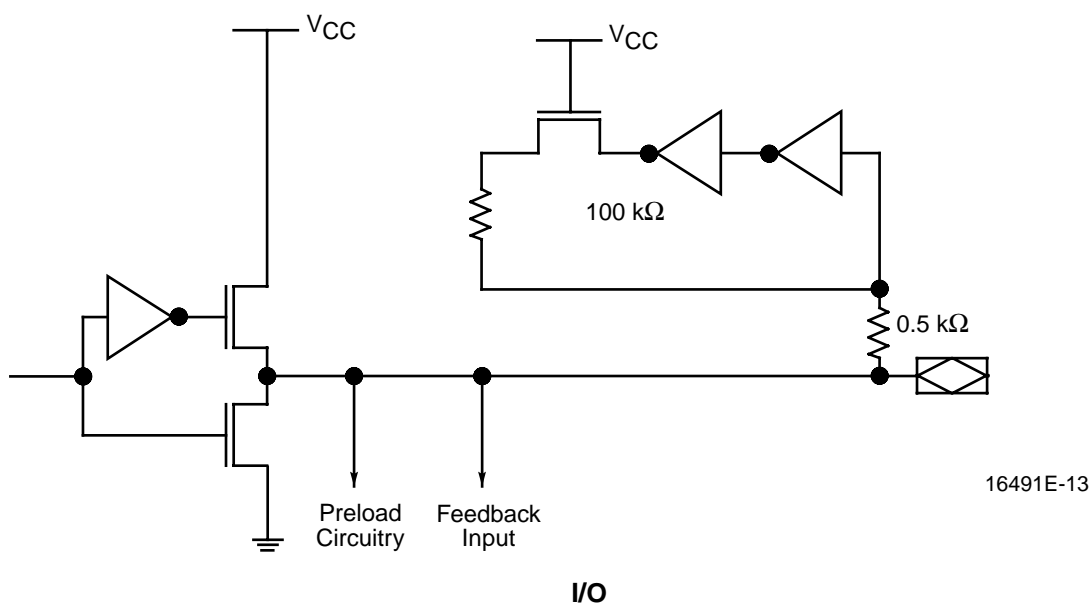 VCC
VCC
100 kΩ
0.5 kΩ
16491E-13
Preload
Circuitry
Feedback
Input
I/O